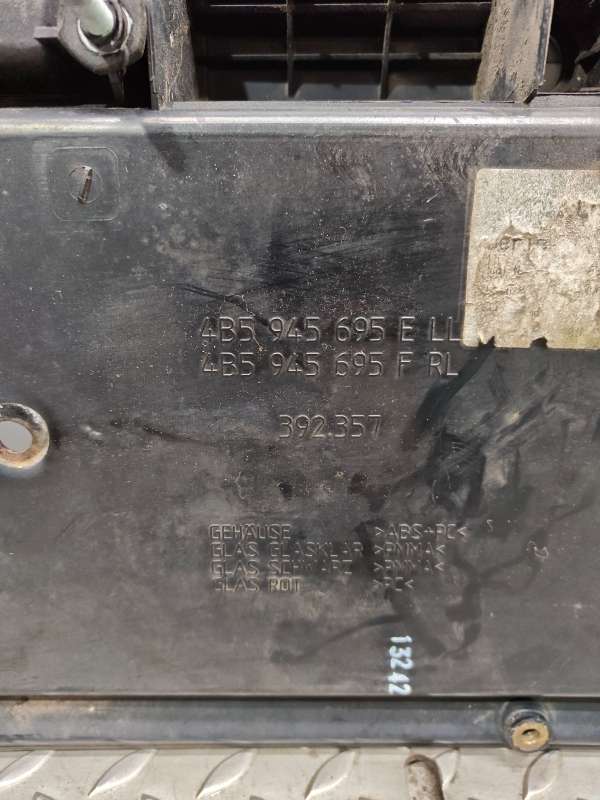 4B5 945 695 E LL
4B5 945 695 F RL
392.357
GEHÄUSE >ABS+PC<
GLAS GLASKLAR >PMMA<
GLAS SCHWARZ >PMMA<
GLAS ROT >PC<
13242